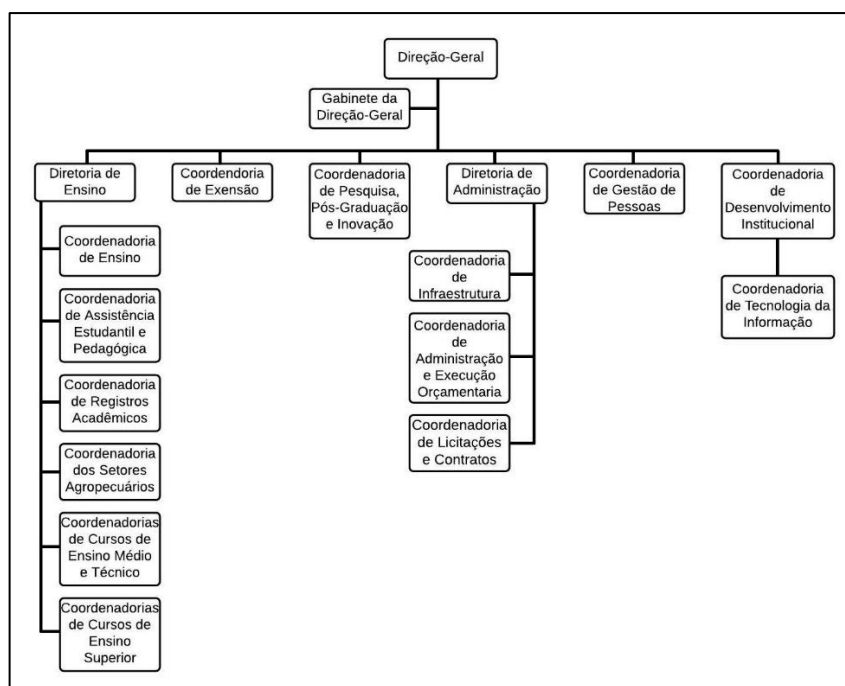 Direção-Geral
Gabinete da
Direção-Geral
Diretoria de
Ensino
Coordendoria
de Exensão
Coordenadoria
de Pesquisa,
Pós-Graduação
e Inovação
Diretoria de
Administração
Coordenadoria
de Gestão de
Pessoas
Coordenadoria
de
Desenvolvimento
Institucional
Coordenadoria
de Ensino
Coordenadoria
de Assistência
Estudantil e
Pedagógica
Coordenadoria
de Registros
Acadêmicos
Coordenadoria
dos Setores
Agropecuários
Coordenadorias
de Cursos de
Ensino Médio
e Técnico
Coordenadorias
de Cursos de
Ensino
Superior
Coordenadoria
de
Infraestrutura
Coordenadoria
de
Administração
e Execução
Orçamentaria
Coordenadoria
de Licitações
e Contratos
Coordenadoria
de Tecnologia da
Informação